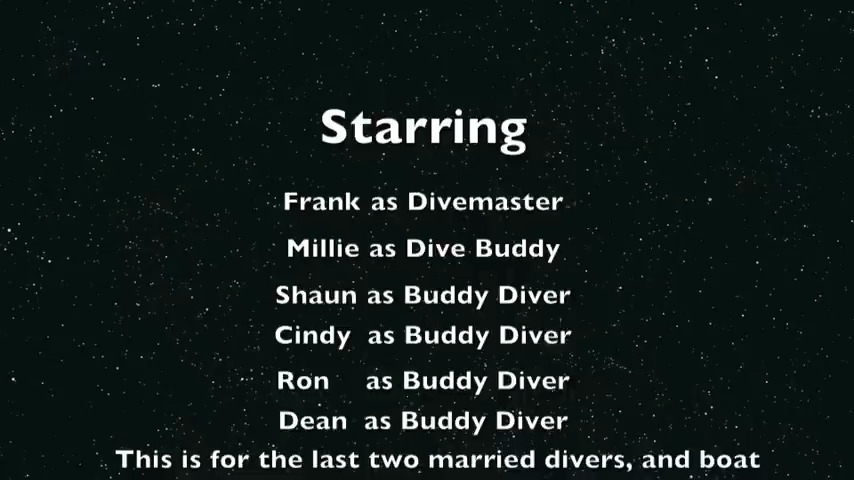 Starring
Frank as Divemaster
Millie as Dive Buddy
Shaun as Buddy Diver
Cindy as Buddy Diver
Ron as Buddy Diver
Dean as Buddy Diver
This is for the last two married divers, and boat